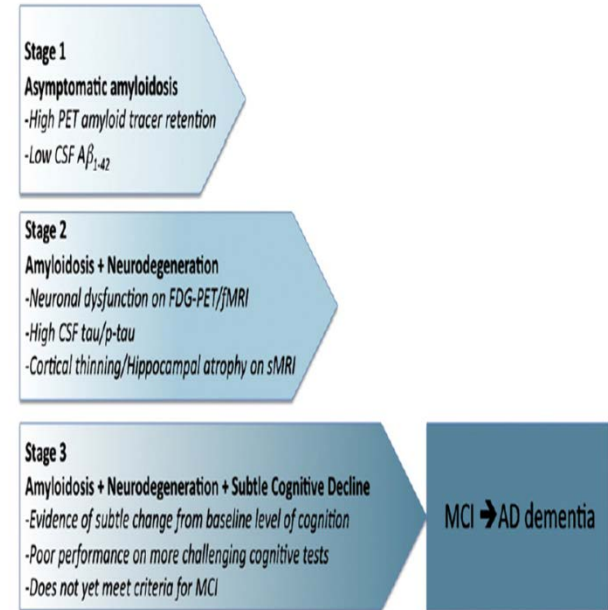 Stage 1
Asymptomatic amyloidosis
-High PET amyloid tracer retention
-Low CSF Aβ1-42
Stage 2
Amyloidosis + Neurodegeneration
-Neuronal dysfunction on FDG-PET/fMRI
-High CSF tau/p-tau
-Cortical thinning/Hippocampal atrophy on sMRI
Stage 3
Amyloidosis + Neurodegeneration + Subtle Cognitive Decline
-Evidence of subtle change from baseline level of cognition
-Poor performance on more challenging cognitive tests
-Does not yet meet criteria for MCI
MCI ➔AD dementia